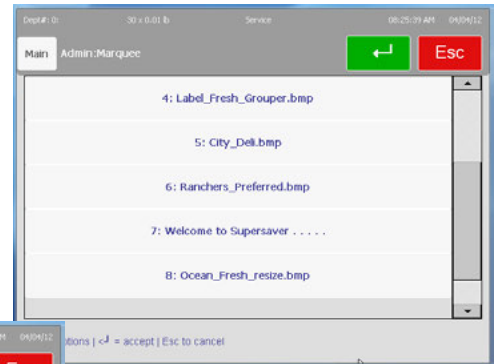 Dept#: 0: 30 x 0.01 lb Service 08:25:39 AM 04/04/12
Main Admin:Marquee Esc
4: Label_Fresh_Grouper.bmp
5: City_Deli.bmp
6: Ranchers_Preferred.bmp
7: Welcome to Supersaver . . . . .
8: Ocean_Fresh_resize.bmp
M 04/04/12
= accept | Esc to cancel